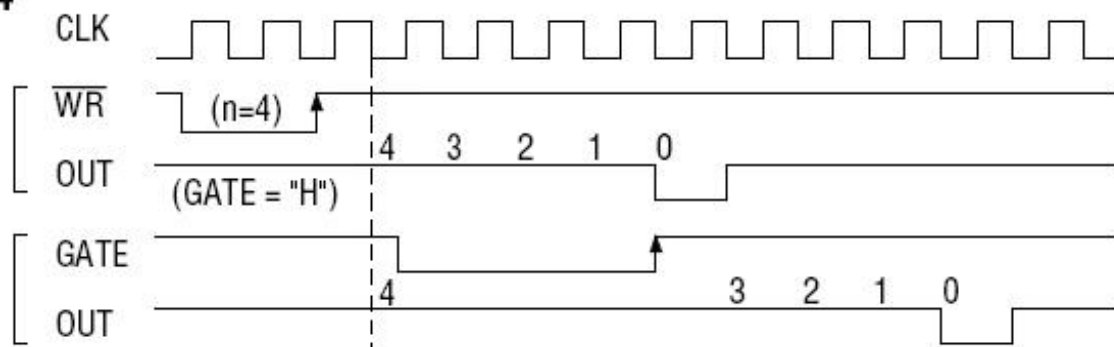 CLK
WR (n=4)
4 3 2 1 0
OUT
(GATE = "H")
GATE
4 3 2 1 0
OUT